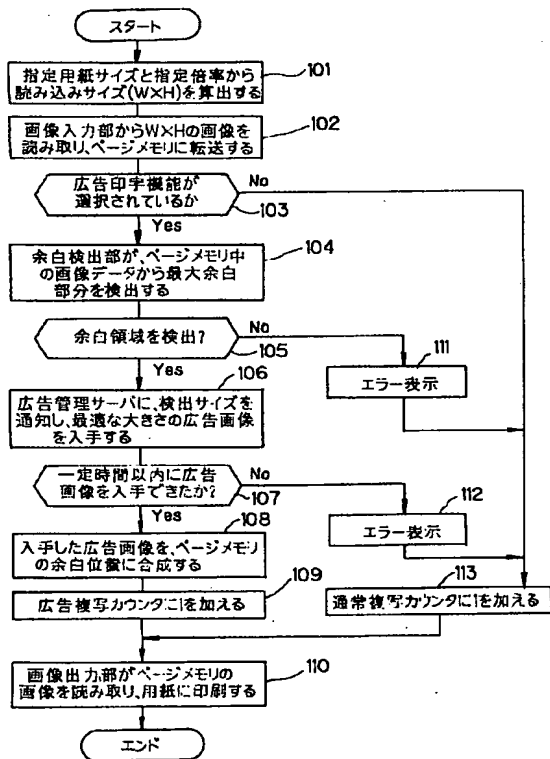 スタート
指定用紙サイズと指定倍率から
読み込みサイズ(W×H)を算出する
101
画像入力部からW×Hの画像を
読み取り、ページメモリに転送する
102
広告印字機能が
選択されているか
No
103
Yes
104
余白検出部が、ページメモリ中
の画像データから最大余白
部分を検出する
余白領域を検出?
No
105
Yes
111
エラー表示
106
広告管理サーバに、検出サイズを
通知し、最適な大きさの広告画像
を入手する
一定時間以内に広告
画像を入手できたか?
No
107
Yes
112
エラー表示
108
入手した広告画像を、ページメモリ
の余白位置に合成する
109
広告複写カウンタに1を加える
113
通常複写カウンタに1を加える
画像出力部がページメモリの
画像を読み取り、用紙に印刷する
110
エンド